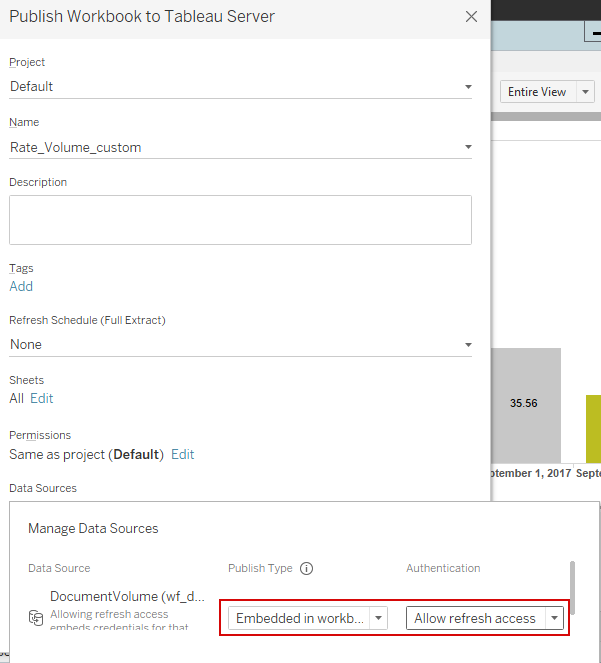 Publish Workbook to Tableau Server
Project
Default
Entire View
Name
Rate_Volume_custom
Description
Tags
Add
Refresh Schedule (Full Extract)
None
Sheets
All Edit
35.56
Permissions
Same as project (Default) Edit
ptember 1, 2017 Septe
Data Sources
Manage Data Sources
Data Source Publish Type Authentication
DocumentVolume (wf_d...
Allowing refresh access
embeds credentials for that
Embedded in workb... Allow refresh access